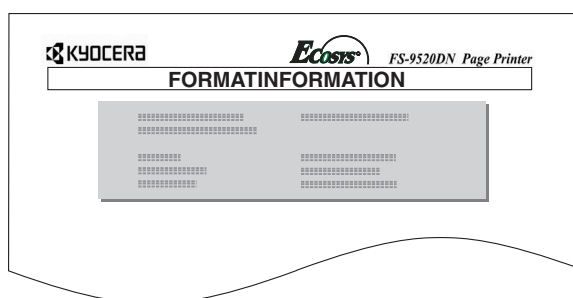 KYOCERA Ecosys FS-9520DN Page Printer
FORMATINFORMATION